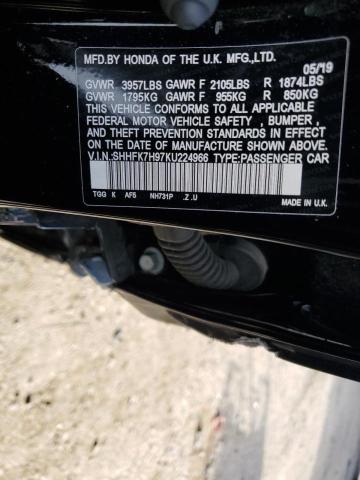 MFD.BY HONDA OF THE U.K. MFG.,LTD.
05/19
GVWR 3957LBS GAWR F 2105LBS R 1874LBS
GVWR 1795KG GAWR F 955KG R 850KG
THIS VEHICLE CONFORMS TO ALL APPLICABLE
FEDERAL MOTOR VEHICLE SAFETY , BUMPER ,
AND THEFT PREVENTION STANDARDS IN EFFECT
ON THE DATE OF MANUFACTURE SHOWN ABOVE.
V.I.N.:SHHFK7H97KU224966 TYPE:PASSENGER CAR
TGG K AF5 NH731P .Z .U
MADE IN U.K.